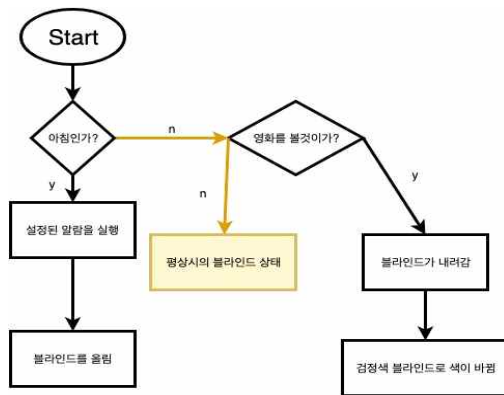 Start
아침인가?
n
영화를 볼것이가?
y
n
y
설정된 알람을 실행
평상시의 블라인드 상태
블라인드가 내려감
블라인드를 올림
검정색 블라인드로 색이 바뀜